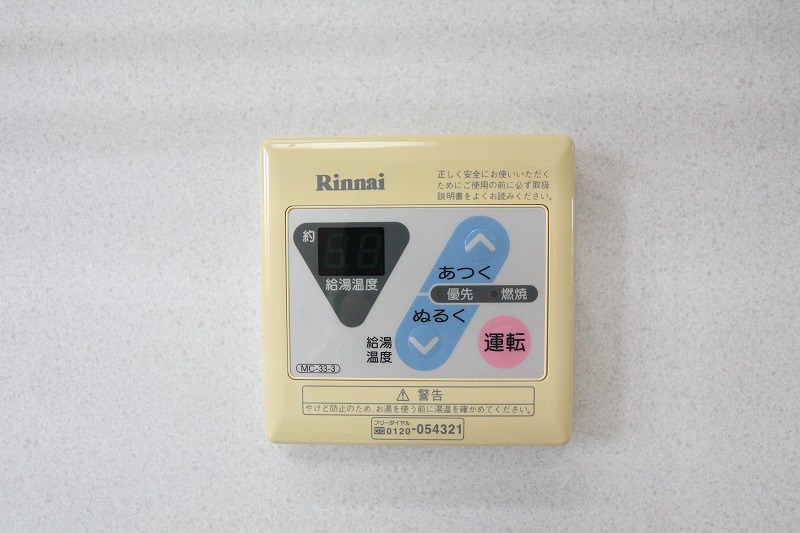 Rinnai
正しく安全にお使いいただく
ためにご使用の前に必ず取扱
説明書をよくお読みください。
約
給湯温度
あつく
優先 燃焼
ぬるく
給湯
温度
運転
MC-33-3
⚠ 警告
やけど防止のため、お湯を使う前に湯温を確かめてください。
フリーダイヤル
0120-054321